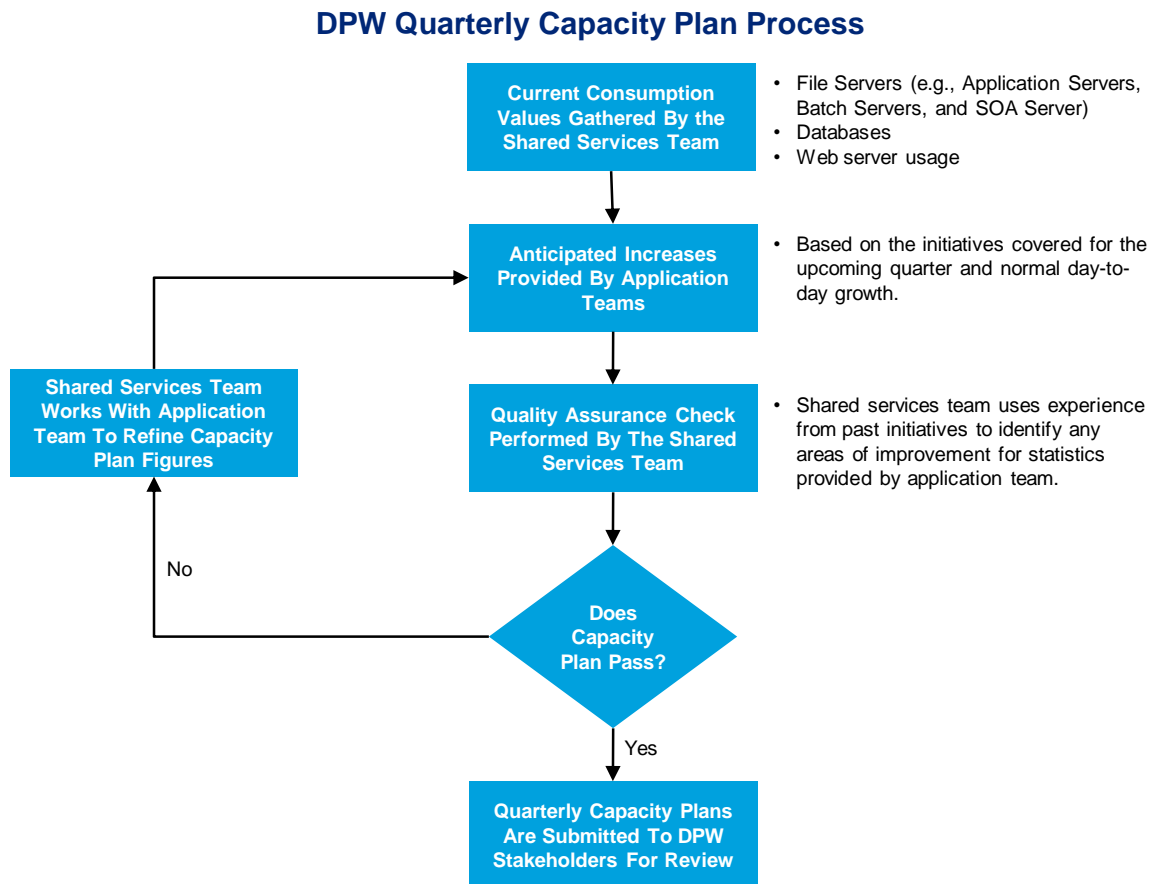 DPW Quarterly Capacity Plan Process
Current Consumption
Values Gathered By the
Shared Services Team
• File Servers (e.g., Application Servers,
Batch Servers, and SOA Server)
• Databases
• Web server usage
Anticipated Increases
Provided By Application
Teams
• Based on the initiatives covered for the
upcoming quarter and normal day-to-
day growth.
Shared Services Team
Works With Application
Team To Refine Capacity
Plan Figures
Quality Assurance Check
Performed By The Shared
Services Team
• Shared services team uses experience
from past initiatives to identify any
areas of improvement for statistics
provided by application team.
No
Does
Capacity
Plan Pass?
Yes
Quarterly Capacity Plans
Are Submitted To DPW
Stakeholders For Review